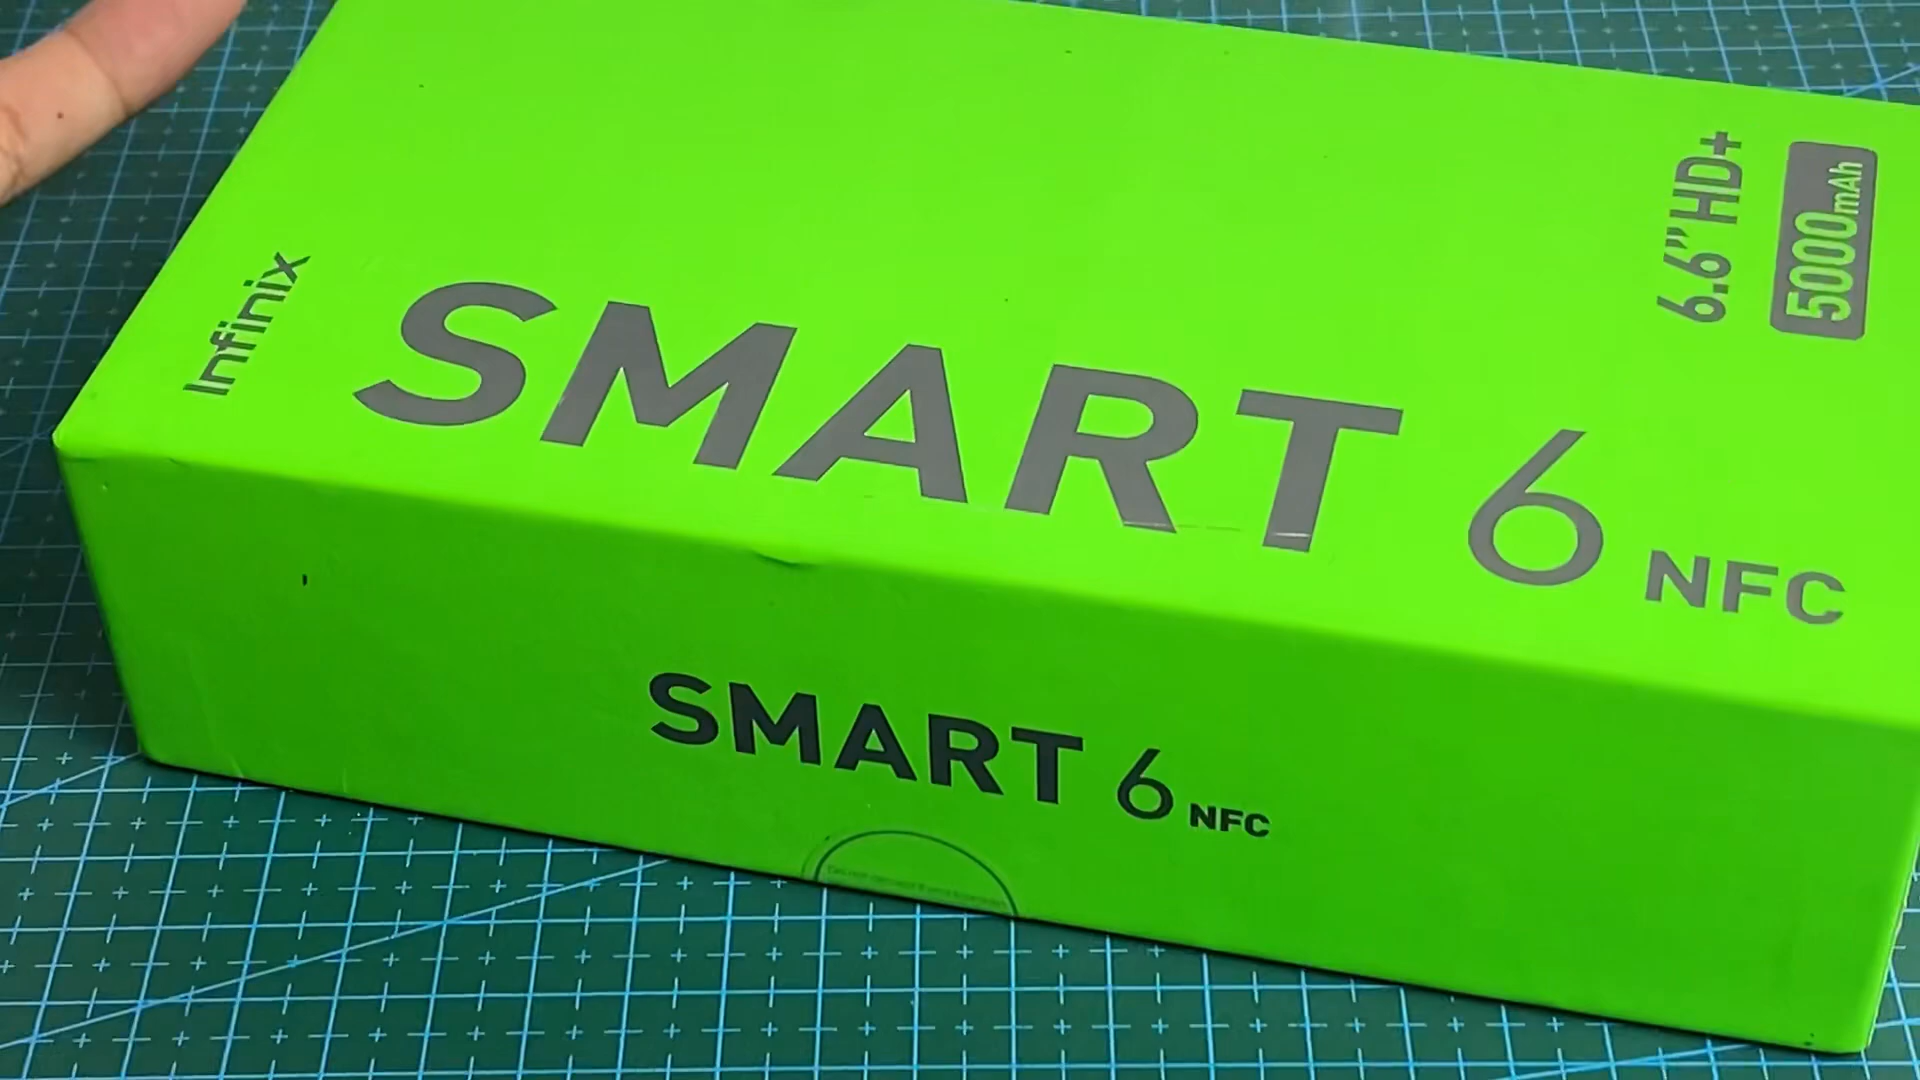 Infinix
SMART 6 NFC
6.6”HD+
5000mAh
SMART 6 NFC